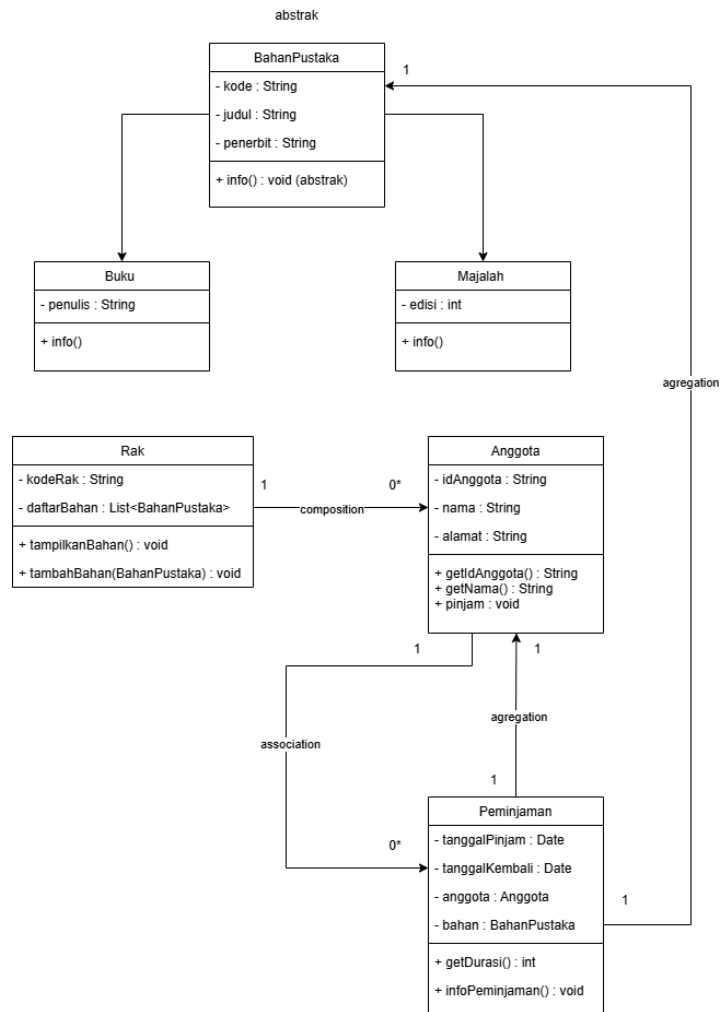 abstrak
BahanPustaka
1
- kode : String
- judul : String
- penerbit : String
+ info() : void (abstrak)
Buku
- penulis : String
+ info()
Majalah
- edisi : int
+ info()
agregation
Rak
- kodeRak : String
- daftarBahan : List<BahanPustaka>
+ tampilkanBahan() : void
+ tambahBahan(BahanPustaka) : void
1
composition
0*
Anggota
- idAnggota : String
- nama : String
- alamat : String
+ getIdAnggota() : String
+ getNama() : String
+ pinjam : void
1
1
association
agregation
1
0*
Peminjaman
- tanggalPinjam : Date
- tanggalKembali : Date
- anggota : Anggota
- bahan : BahanPustaka
1
+ getDurasi() : int
+ infoPeminjaman() : void